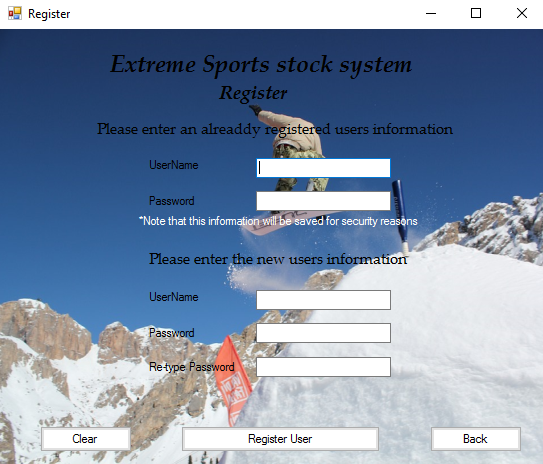 Register
Extreme Sports stock system
Register
Please enter an alreaddy registered users information
UserName
Password
*Note that this information will be saved for security reasons
Please enter the new users information
UserName
Password
Re-type Password
Clear
Register User
Back